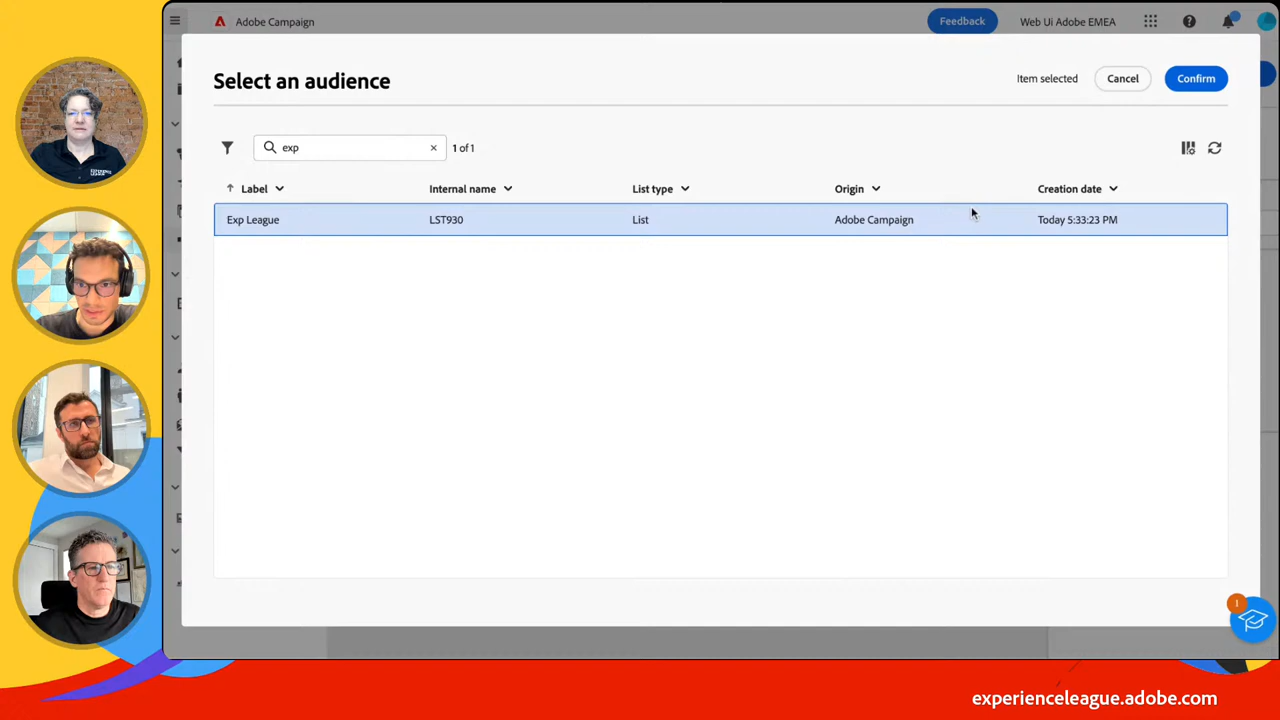 Adobe Campaign
Feedback
Web Ui Adobe EMEA
Select an audience
Item selected
Cancel
Confirm
exp
1 of 1
Label
Internal name
List type
Origin
Creation date
Exp League
LST930
List
Adobe Campaign
Today 5:33:23 PM
experienceleague.adobe.com